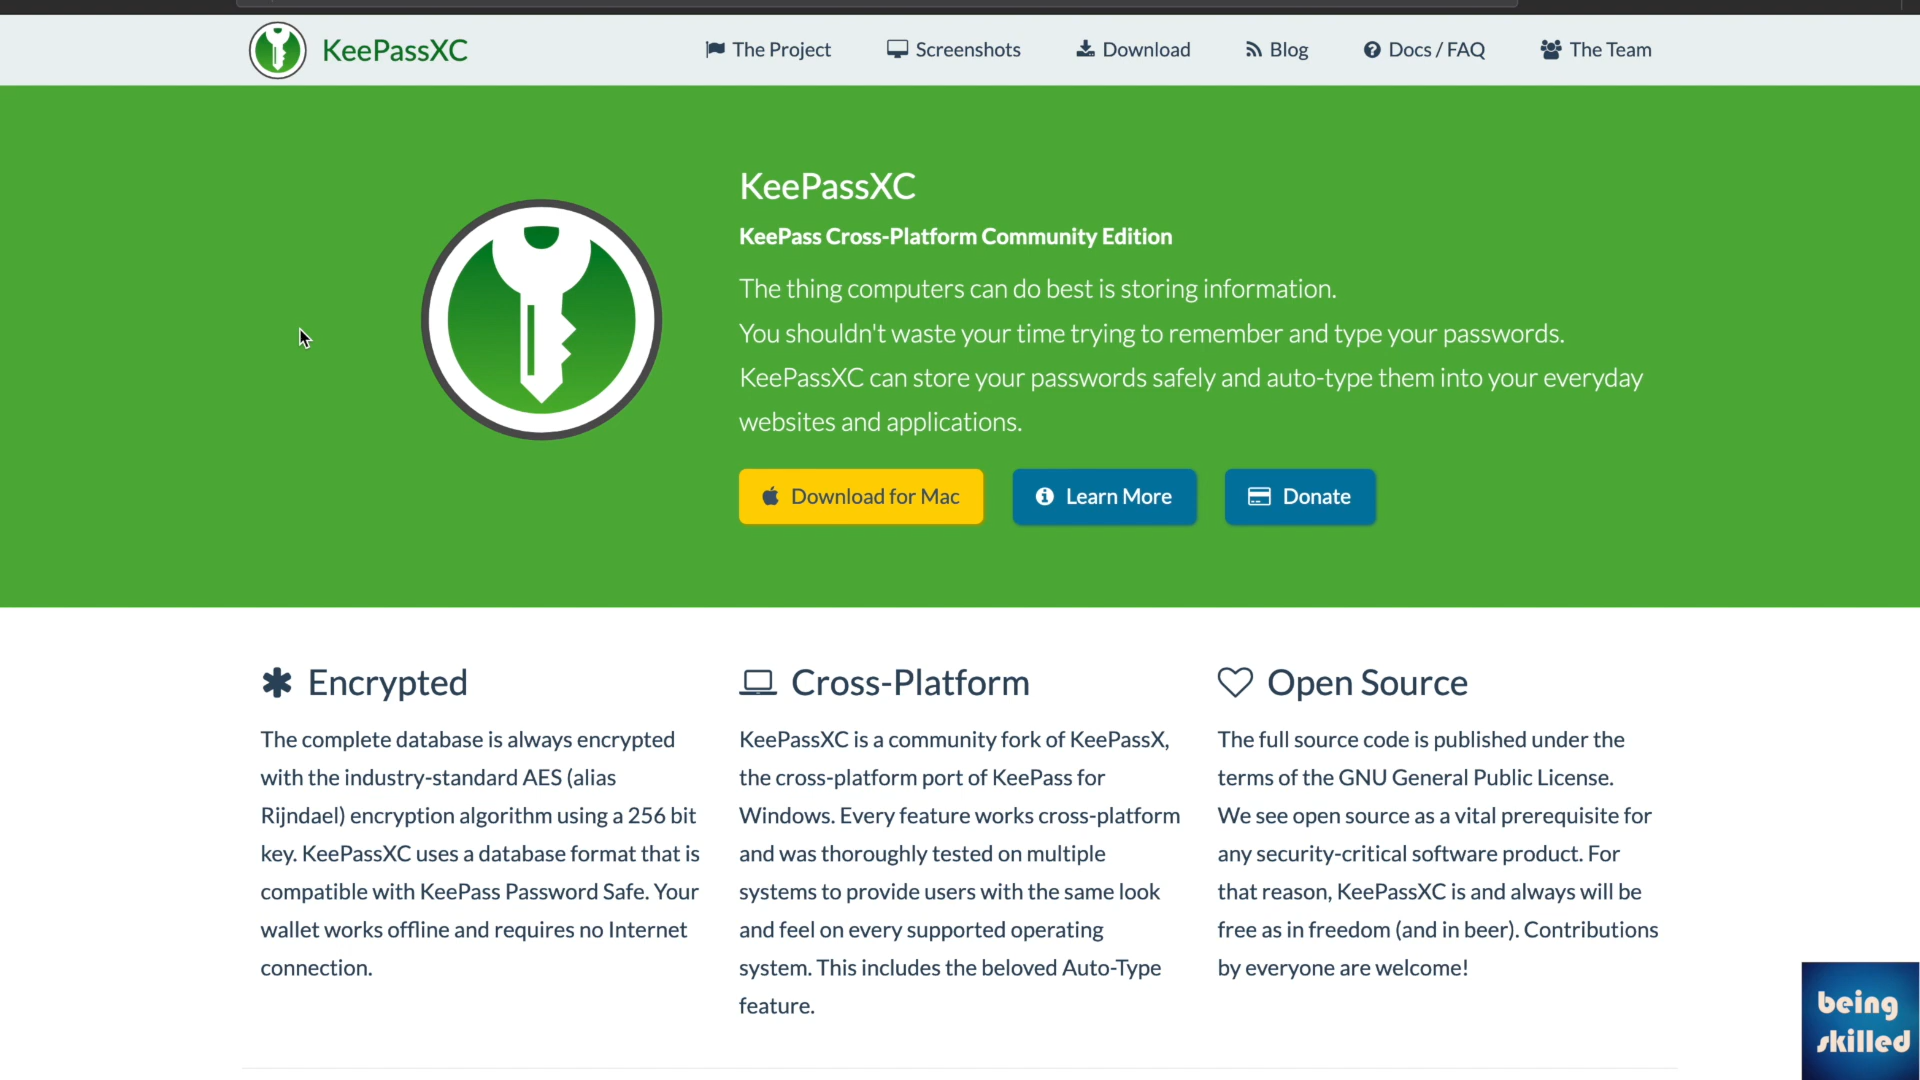 KeePassXC
The Project
Screenshots
Download
Blog
Docs / FAQ
The Team
KeePassXC
KeePass Cross-Platform Community Edition
The thing computers can do best is storing information.
You shouldn't waste your time trying to remember and type your passwords.
KeePassXC can store your passwords safely and auto-type them into your everyday
websites and applications.
Download for Mac
Learn More
Donate
Encrypted
The complete database is always encrypted
with the industry-standard AES (alias
Rijndael) encryption algorithm using a 256 bit
key. KeePassXC uses a database format that is
compatible with KeePass Password Safe. Your
wallet works offline and requires no Internet
connection.
Cross-Platform
KeePassXC is a community fork of KeePassX,
the cross-platform port of KeePass for
Windows. Every feature works cross-platform
and was thoroughly tested on multiple
systems to provide users with the same look
and feel on every supported operating
system. This includes the beloved Auto-Type
feature.
Open Source
The full source code is published under the
terms of the GNU General Public License.
We see open source as a vital prerequisite for
any security-critical software product. For
that reason, KeePassXC is and always will be
free as in freedom (and in beer). Contributions
by everyone are welcome!
being
skilled